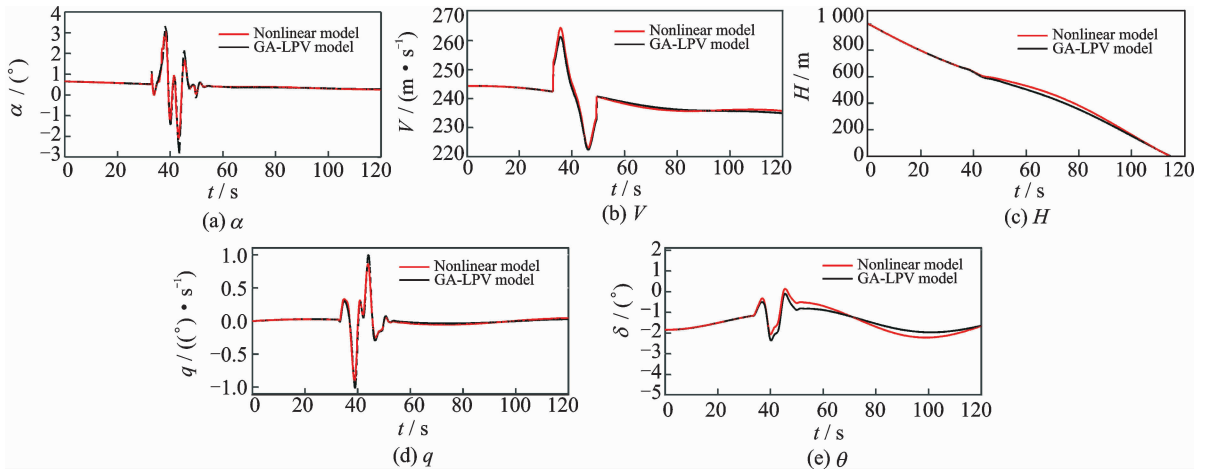 Nonlinear model
GA-LPV model
α / (°)
4
3
2
1
0
−1
−2
−3
0 20 40 60 80 100 120
t / s
(a) α
Nonlinear model
GA-LPV model
V / (m • s⁻¹)
270
260
250
240
230
220
0 20 40 60 80 100 120
t / s
(b) V
Nonlinear model
GA-LPV model
H / m
1 000
800
600
400
200
0
0 20 40 60 80 100 120
t / s
(c) H
Nonlinear model
GA-LPV model
q / ((°) • s⁻¹)
1.0
0.5
0.0
−0.5
−1.0
0 20 40 60 80 100 120
t / s
(d) q
Nonlinear model
GA-LPV model
δ / (°)
2
1
0
−1
−2
−3
−4
−5
0 20 40 60 80 100 120
t / s
(e) θ